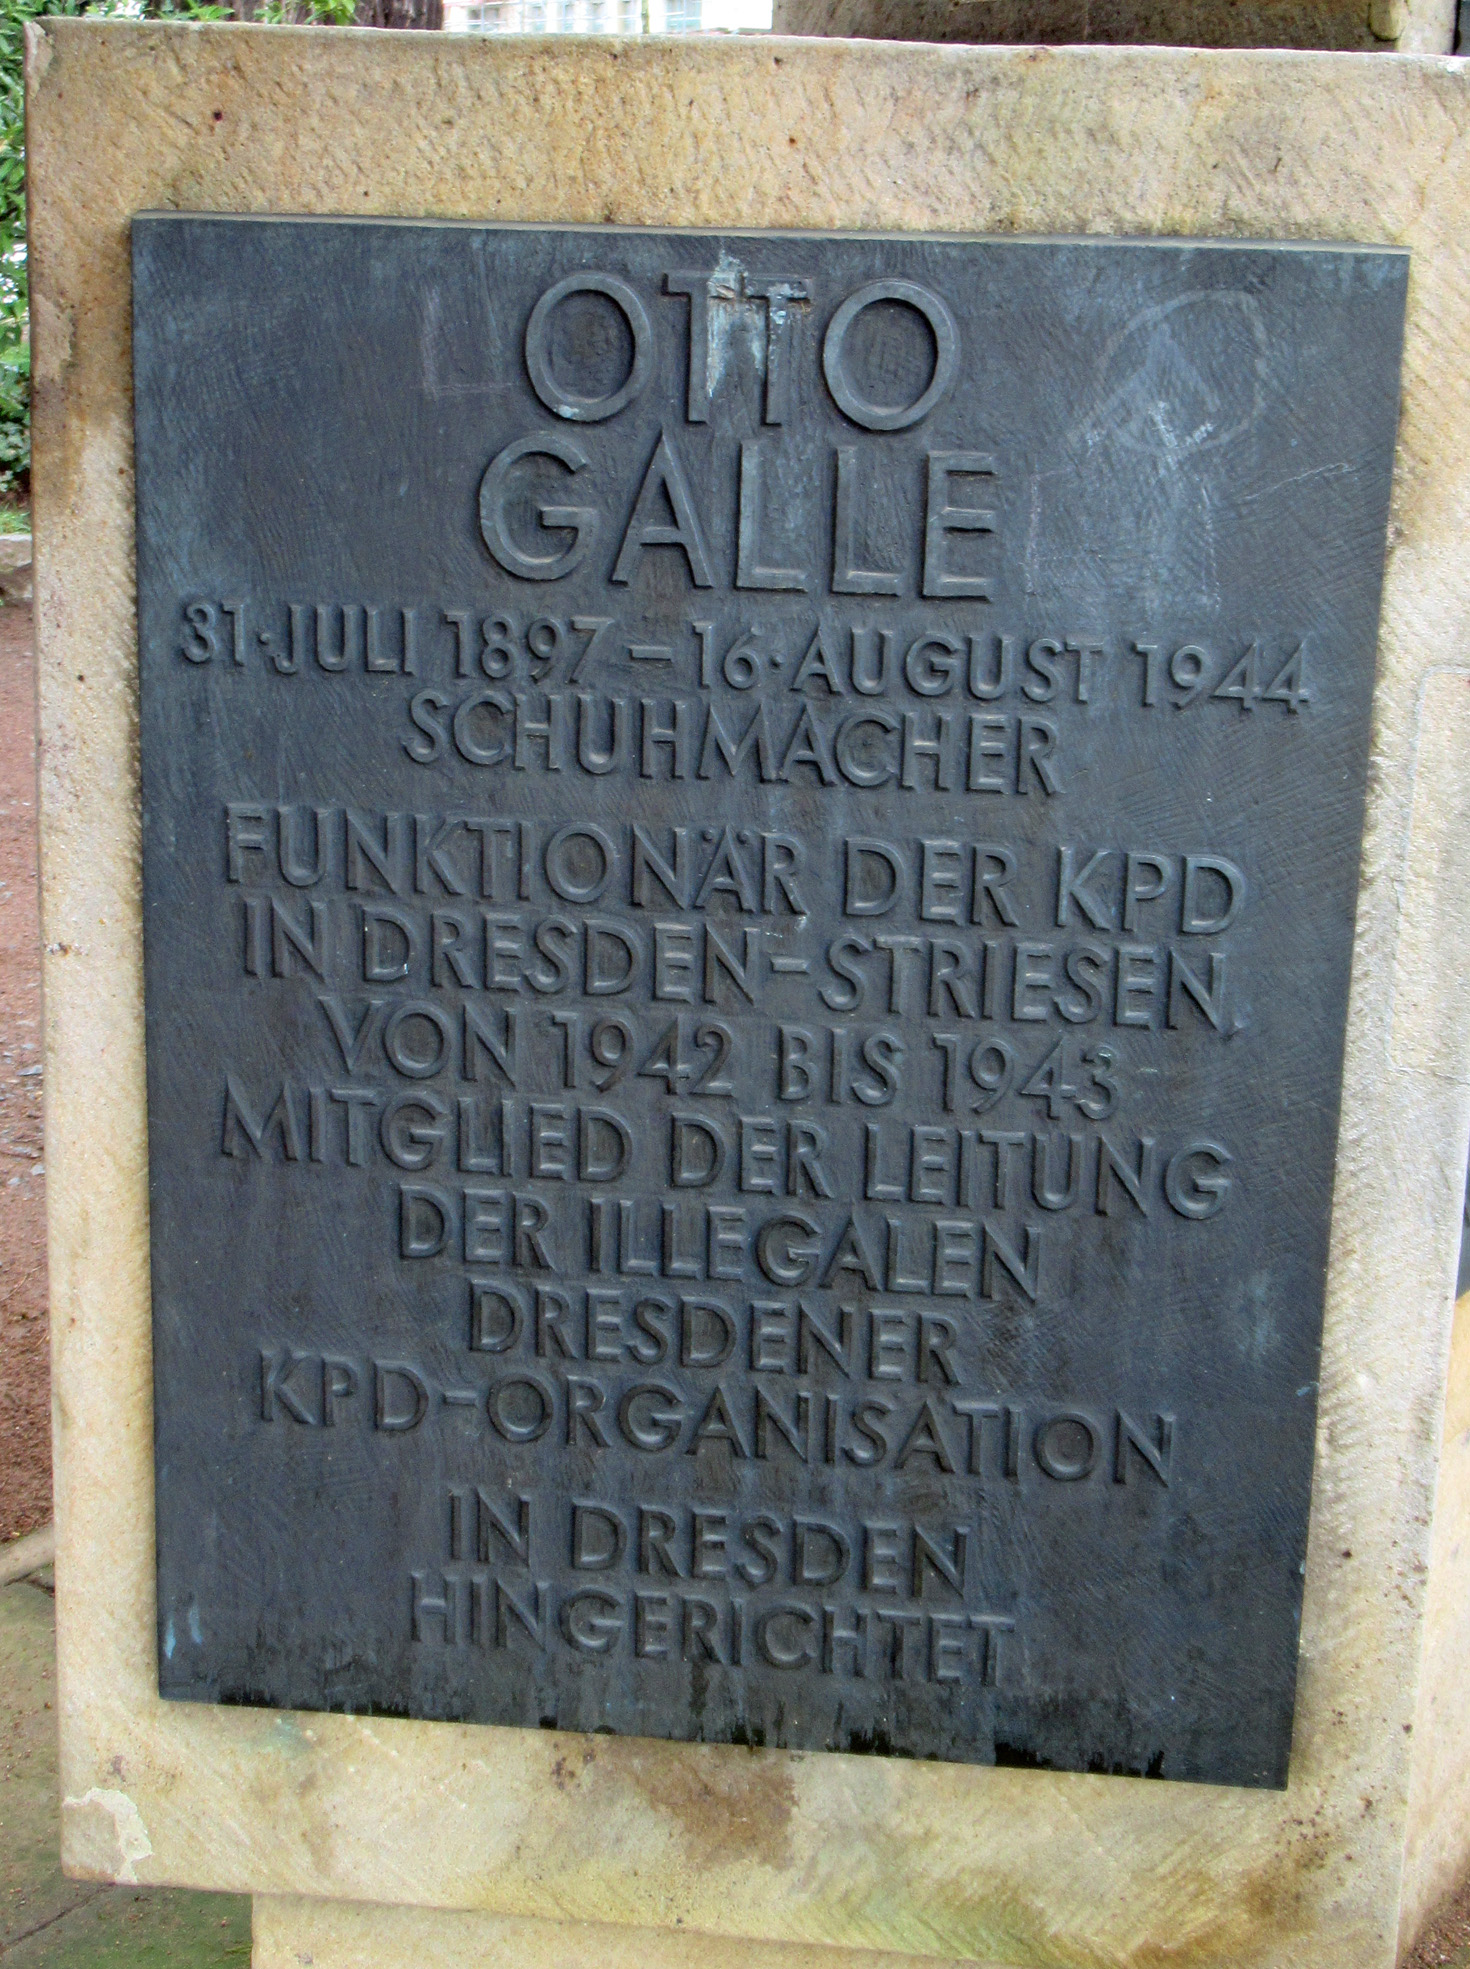 OTTO
GALLE
31·JULI 1897 – 16·AUGUST 1944
SCHUHMACHER
FUNKTIONÄR DER KPD
IN DRESDEN-STRIESEN
VON 1942 BIS 1943
MITGLIED DER LEITUNG
DER ILLEGALEN
DRESDENER
KPD-ORGANISATION
IN DRESDEN
HINGERICHTET